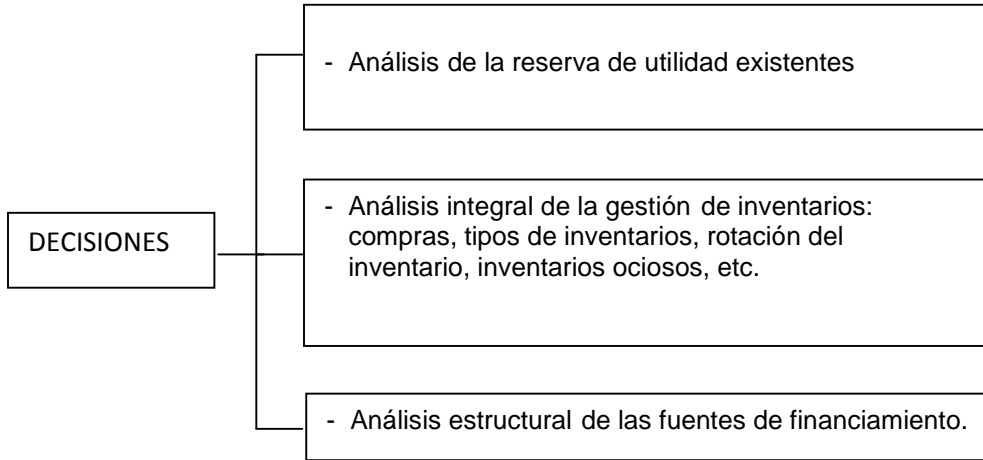 - Análisis de la reserva de utilidad existentes
DECISIONES
- Análisis integral de la gestión de inventarios:
compras, tipos de inventarios, rotación del
inventario, inventarios ociosos, etc.
- Análisis estructural de las fuentes de financiamiento.